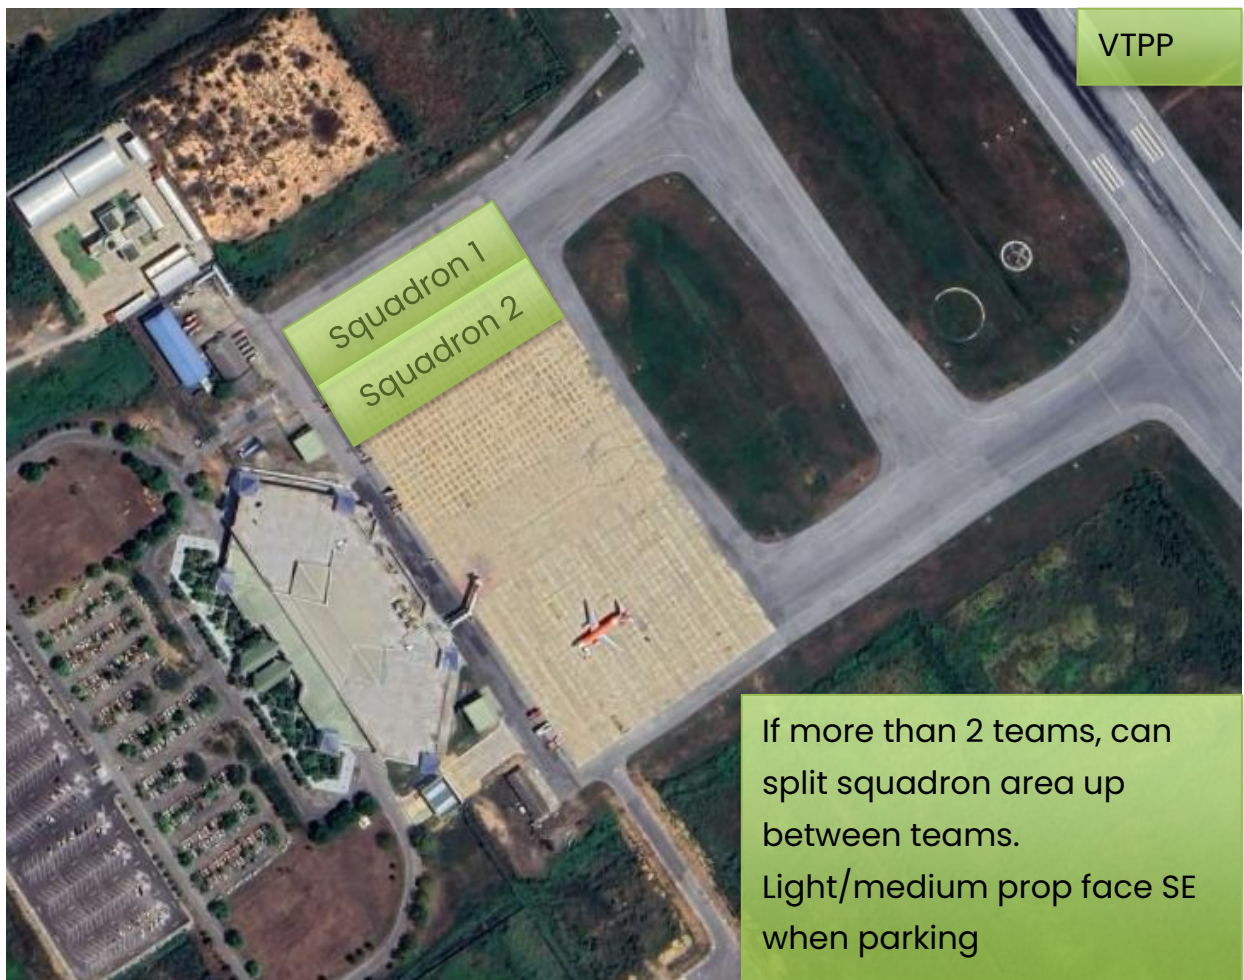 VTPP
Squadron 1
Squadron 2
If more than 2 teams, can
split squadron area up
between teams.
Light/medium prop face SE
when parking